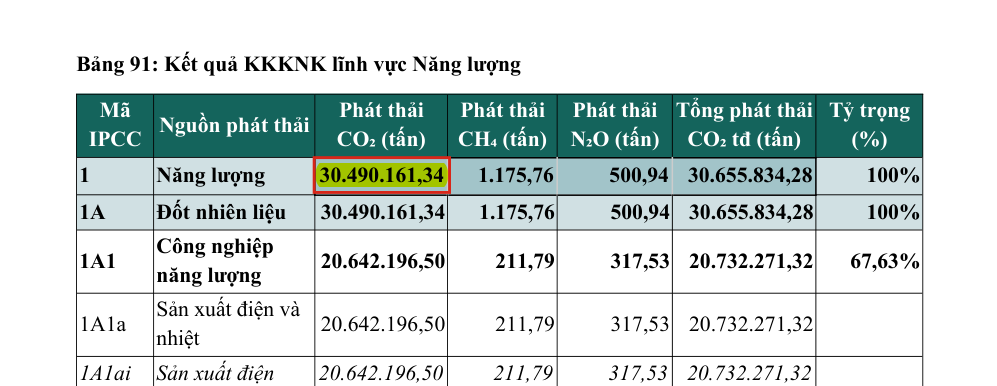 Bảng 91: Kết quả KKKNK lĩnh vực Năng lượng
Mã IPCC | Nguồn phát thải | Phát thải CO₂ (tấn) | Phát thải CH₄ (tấn) | Phát thải N₂O (tấn) | Tổng phát thải CO₂ tđ (tấn) | Tỷ trọng (%)
1 | Năng lượng | 30.490.161,34 | 1.175,76 | 500,94 | 30.655.834,28 | 100%
1A | Đốt nhiên liệu | 30.490.161,34 | 1.175,76 | 500,94 | 30.655.834,28 | 100%
1A1 | Công nghiệp năng lượng | 20.642.196,50 | 211,79 | 317,53 | 20.732.271,32 | 67,63%
1A1a | Sản xuất điện và nhiệt | 20.642.196,50 | 211,79 | 317,53 | 20.732.271,32
1A1ai | Sản xuất điện | 20.642.196,50 | 211,79 | 317,53 | 20.732.271,32